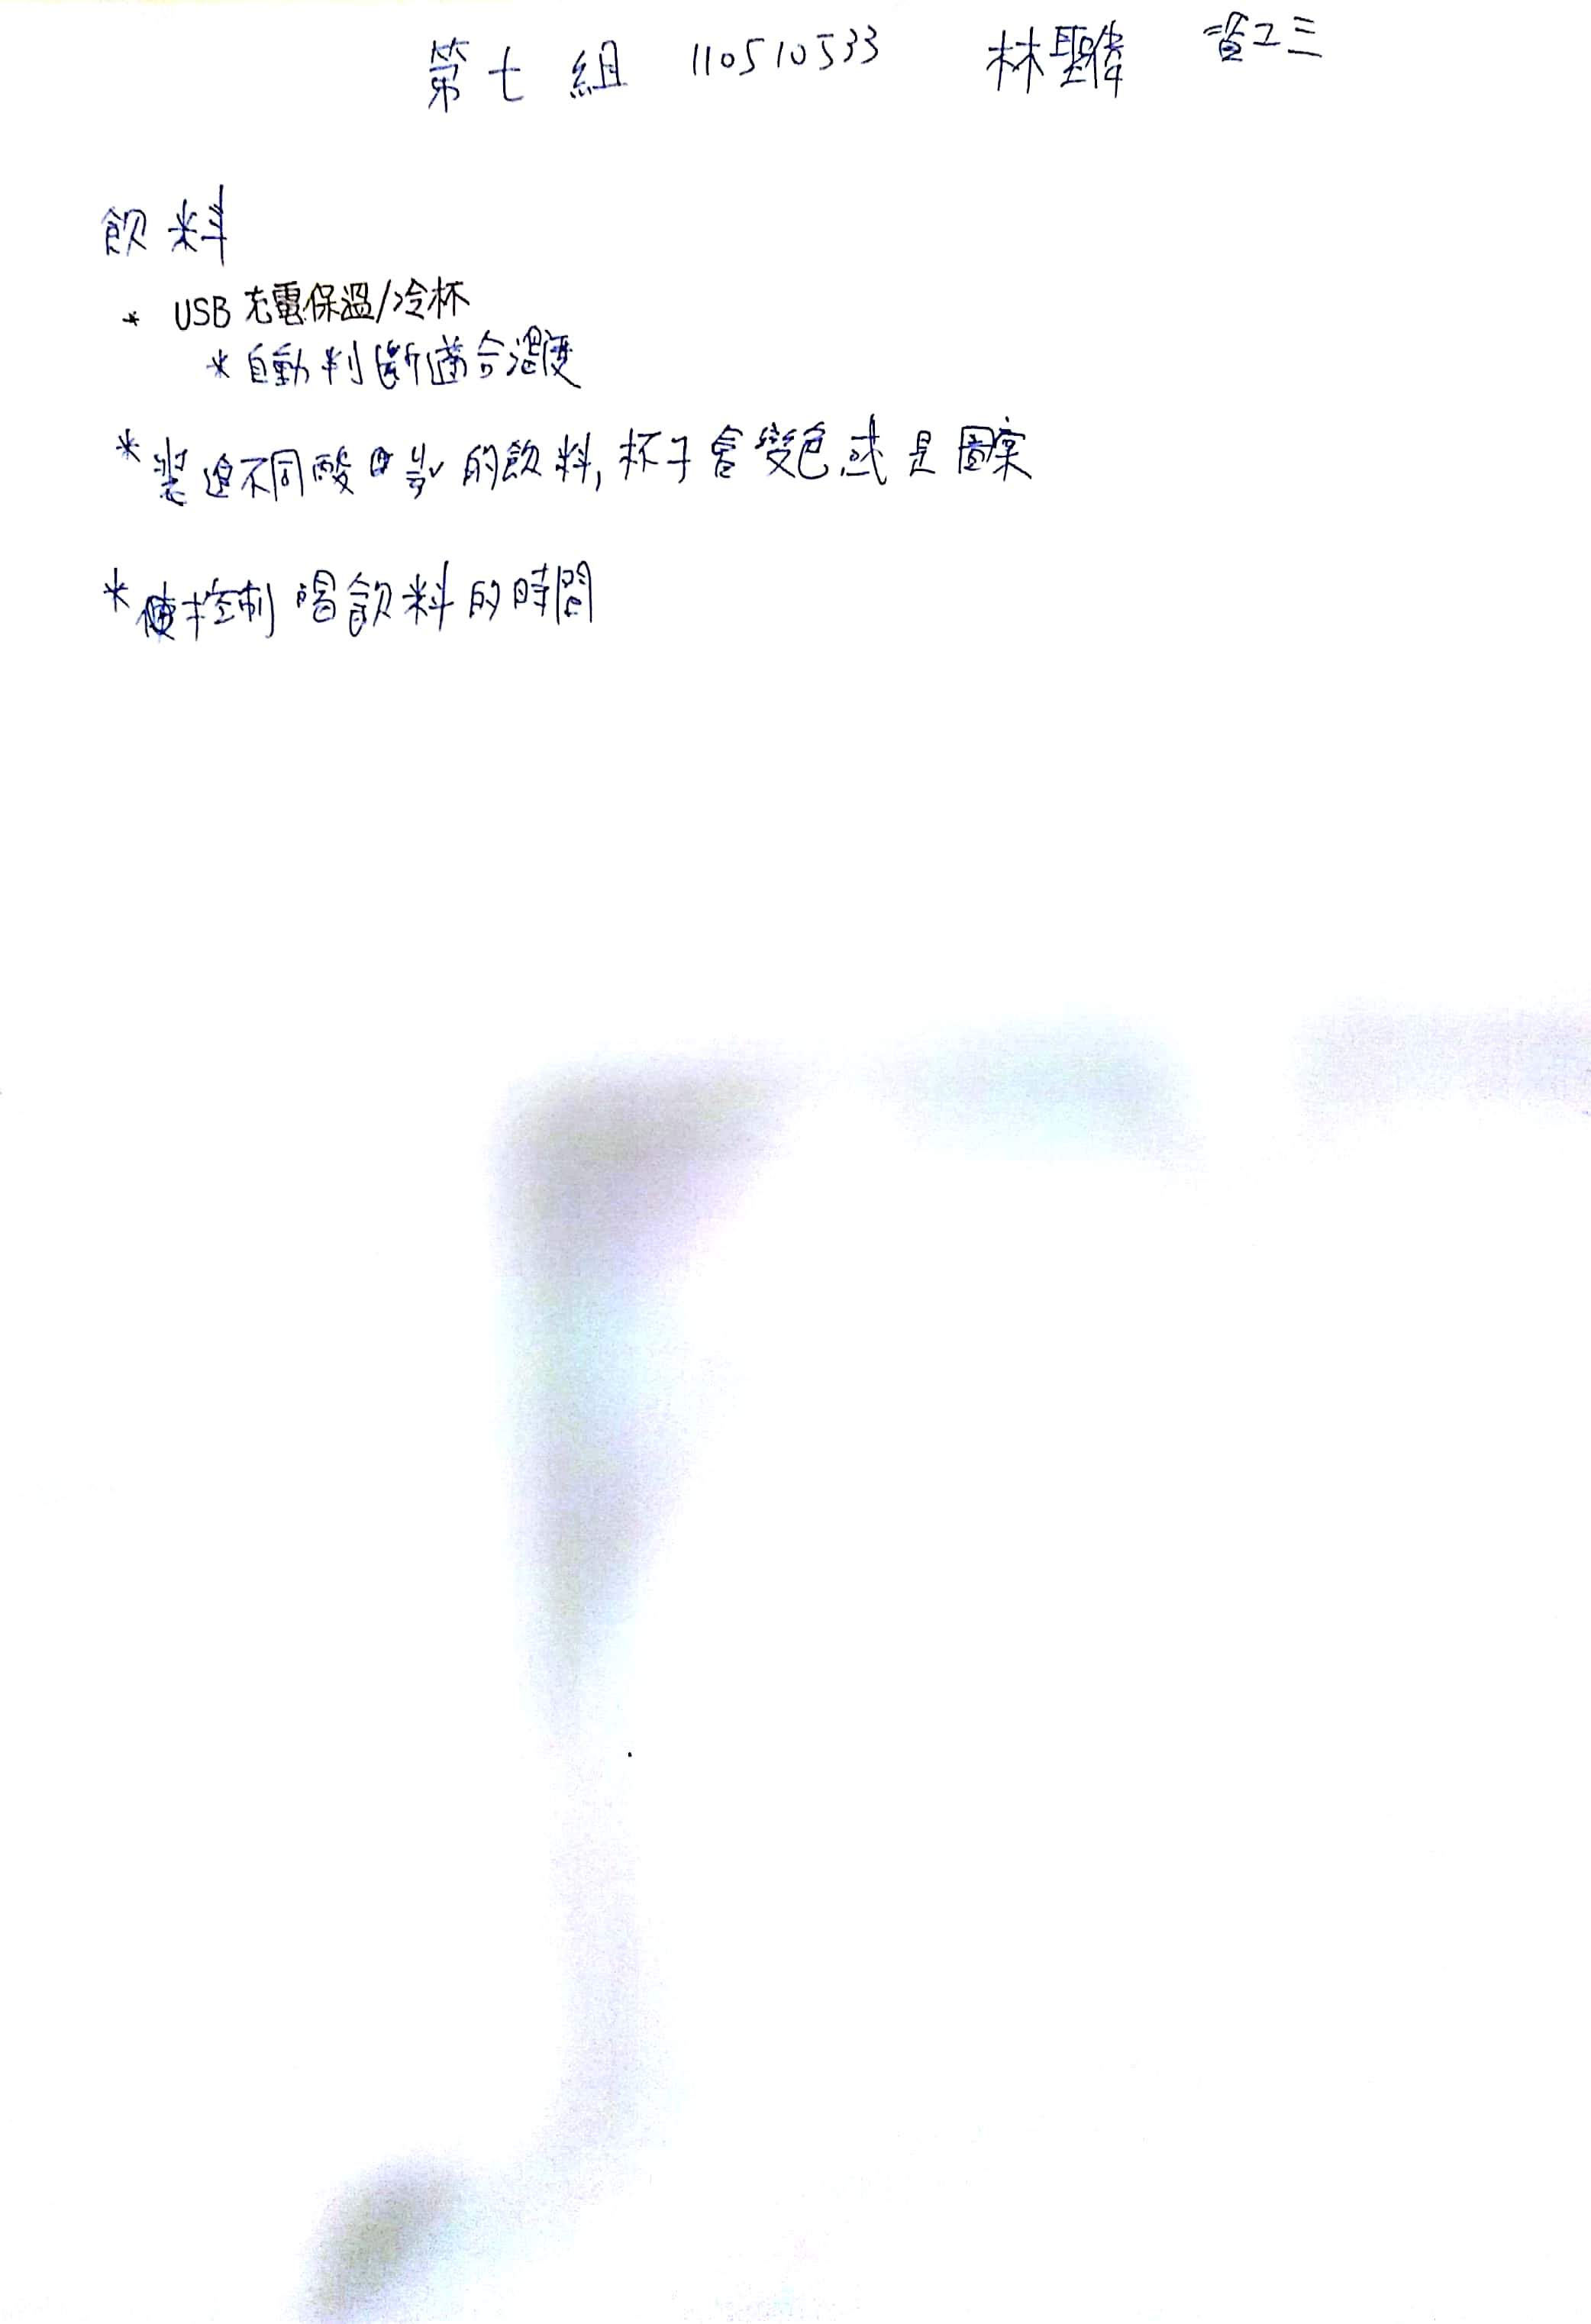 第七組 110510533 林聖偉 資工三
飲料
* USB 充電保溫/冷杯
* 自動判斷適合溫度
* 裝進不同酸 的飲料, 杯子會變色或是圖案
* 控制喝飲料的時間